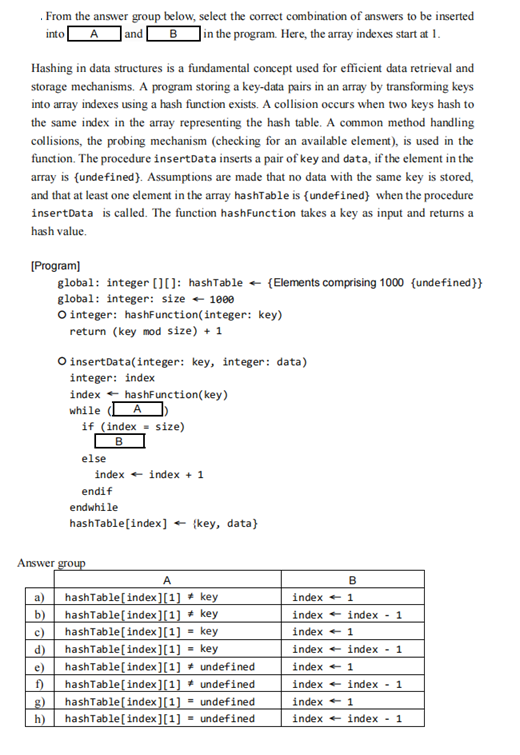 . From the answer group below, select the correct combination of answers to be inserted
into A and B in the program. Here, the array indexes start at 1.
Hashing in data structures is a fundamental concept used for efficient data retrieval and
storage mechanisms. A program storing a key-data pairs in an array by transforming keys
into array indexes using a hash function exists. A collision occurs when two keys hash to
the same index in the array representing the hash table. A common method handling
collisions, the probing mechanism (checking for an available element), is used in the
function. The procedure insertData inserts a pair of key and data, if the element in the
array is {undefined}. Assumptions are made that no data with the same key is stored,
and that at least one element in the array hashTable is {undefined} when the procedure
insertData is called. The function hashFunction takes a key as input and returns a
hash value.
[Program]
global: integer [][]: hashTable ← {Elements comprising 1000 {undefined}}
global: integer: size ← 1000
○ integer: hashFunction(integer: key)
return (key mod size) + 1
○ insertData(integer: key, integer: data)
integer: index
index ← hashFunction(key)
while ( A )
if (index = size)
B
else
index ← index + 1
endif
endwhile
hashTable[index] ← {key, data}
Answer group
A B
a) hashTable[index][1] ≠ key index ← 1
b) hashTable[index][1] ≠ key index ← index - 1
c) hashTable[index][1] = key index ← 1
d) hashTable[index][1] = key index ← index - 1
e) hashTable[index][1] ≠ undefined index ← 1
f) hashTable[index][1] ≠ undefined index ← index - 1
g) hashTable[index][1] = undefined index ← 1
h) hashTable[index][1] = undefined index ← index - 1